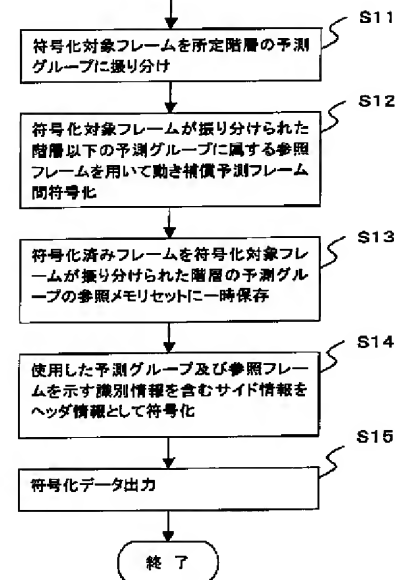 S11
符号化対象フレームを所定階層の予測
グループに振り分け
S12
符号化対象フレームが振り分けられた
階層以下の予測グループに属する参照
フレームを用いて動き補償予測フレーム
間符号化
S13
符号化済みフレームを符号化対象フレ
ームが振り分けられた階層の予測グル
ープの参照メモリセットに一時保存
S14
使用した予測グループ及び参照フレー
ムを示す識別情報を含むサイド情報を
ヘッダ情報として符号化
S15
符号化データ出力
終 了